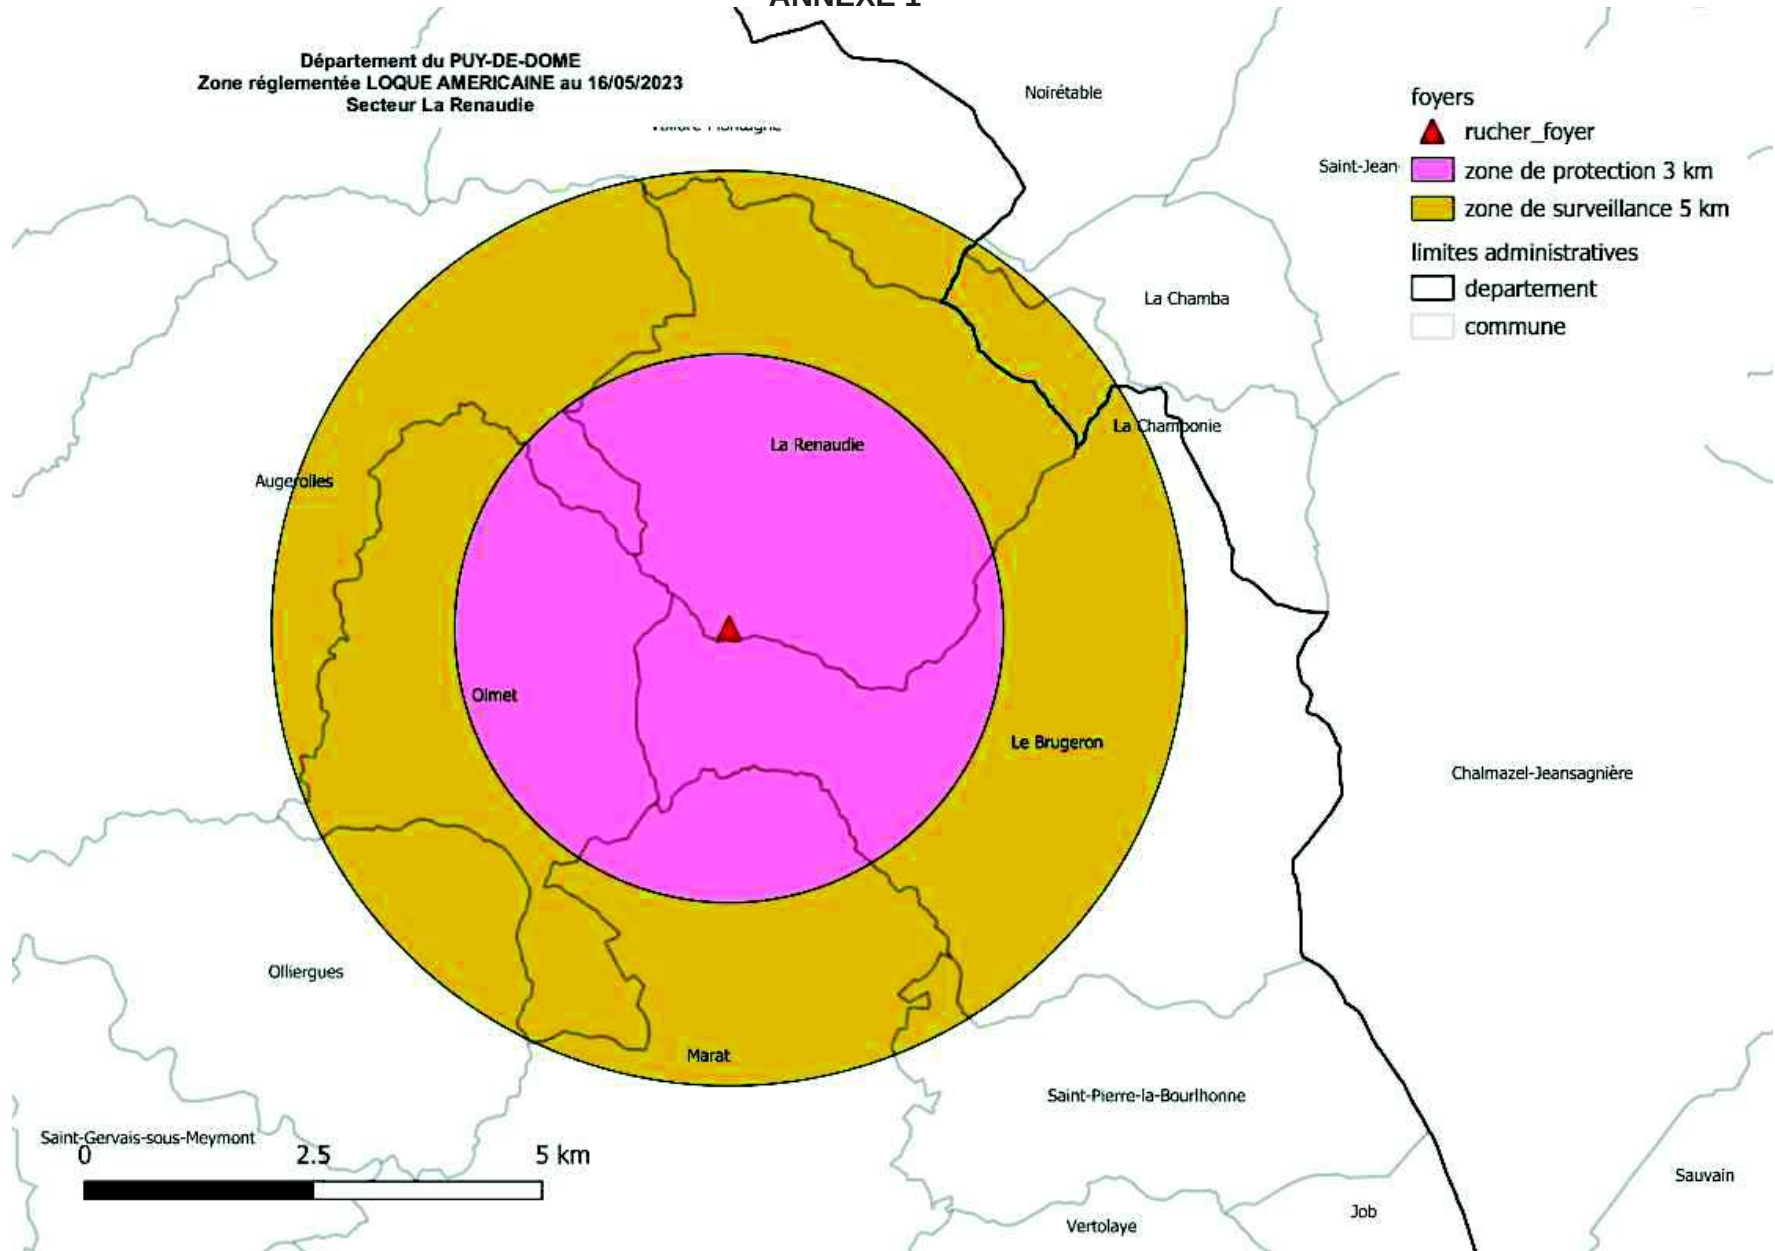 ANNEXE 1
Département du PUY-DE-DOME
Zone réglementée LOQUE AMERICAINE au 16/05/2023
Secteur La Renaudie
Noirétable
foyers
rucher_foyer
Saint-Jean
zone de protection 3 km
zone de surveillance 5 km
limites administratives
departement
commune
La Chamba
La Chambonie
La Renaudie
Augerolles
Olmet
Le Brugeron
Chalmazel-Jeansagnière
Olliergues
Marat
Saint-Pierre-la-Bourlhonne
Saint-Gervais-sous-Meymont
0 2.5 5 km
Sauvain
Job
Vertolaye